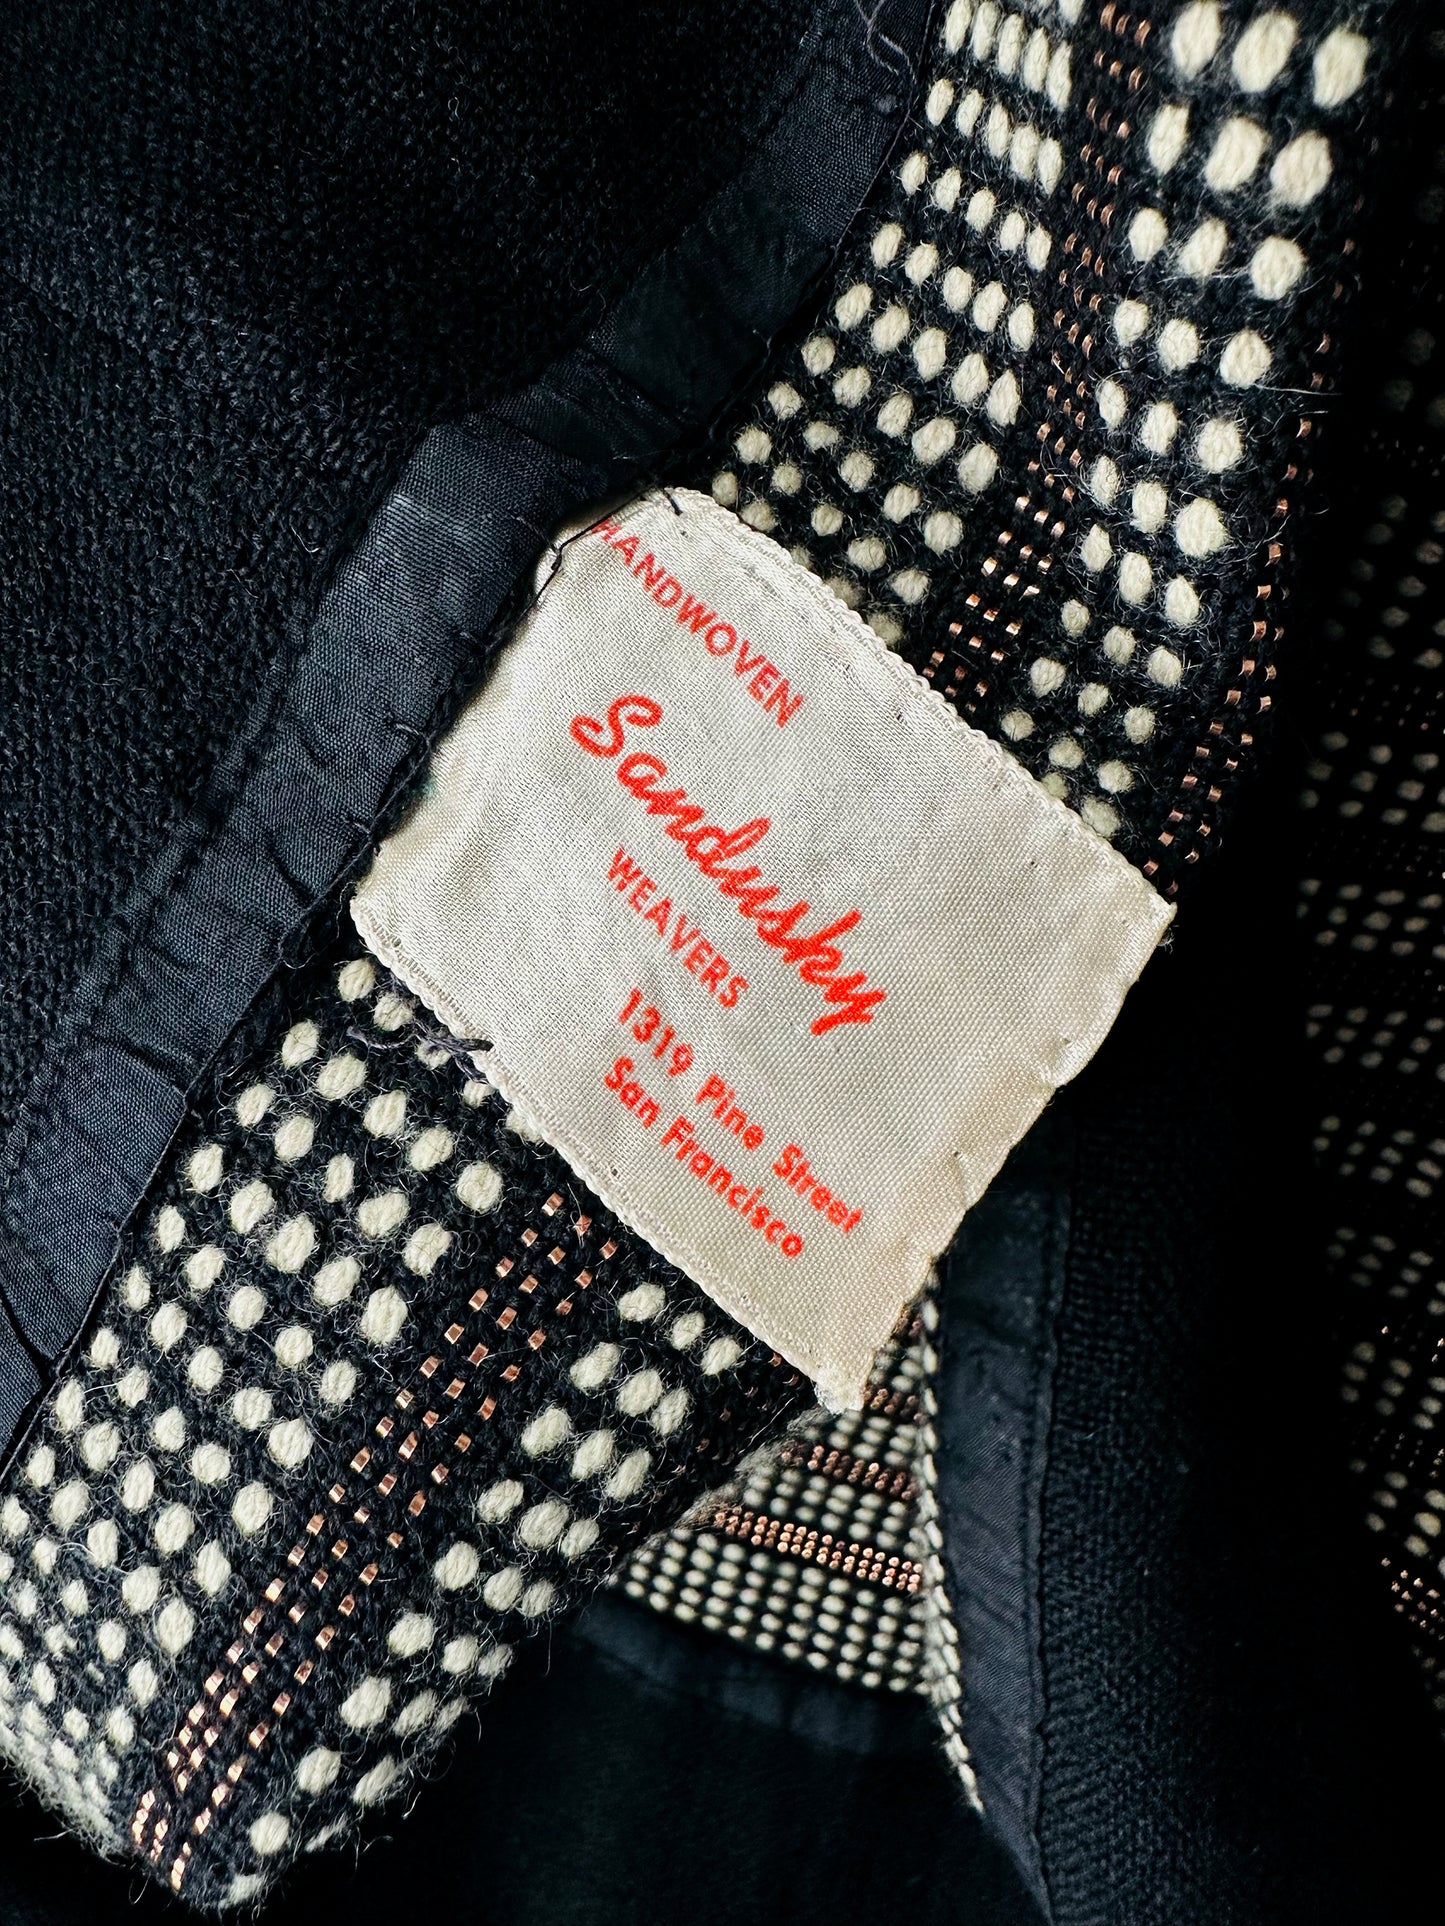 HANDWOVEN
Sandusky
WEAVERS
1319 Pine Street
San Francisco